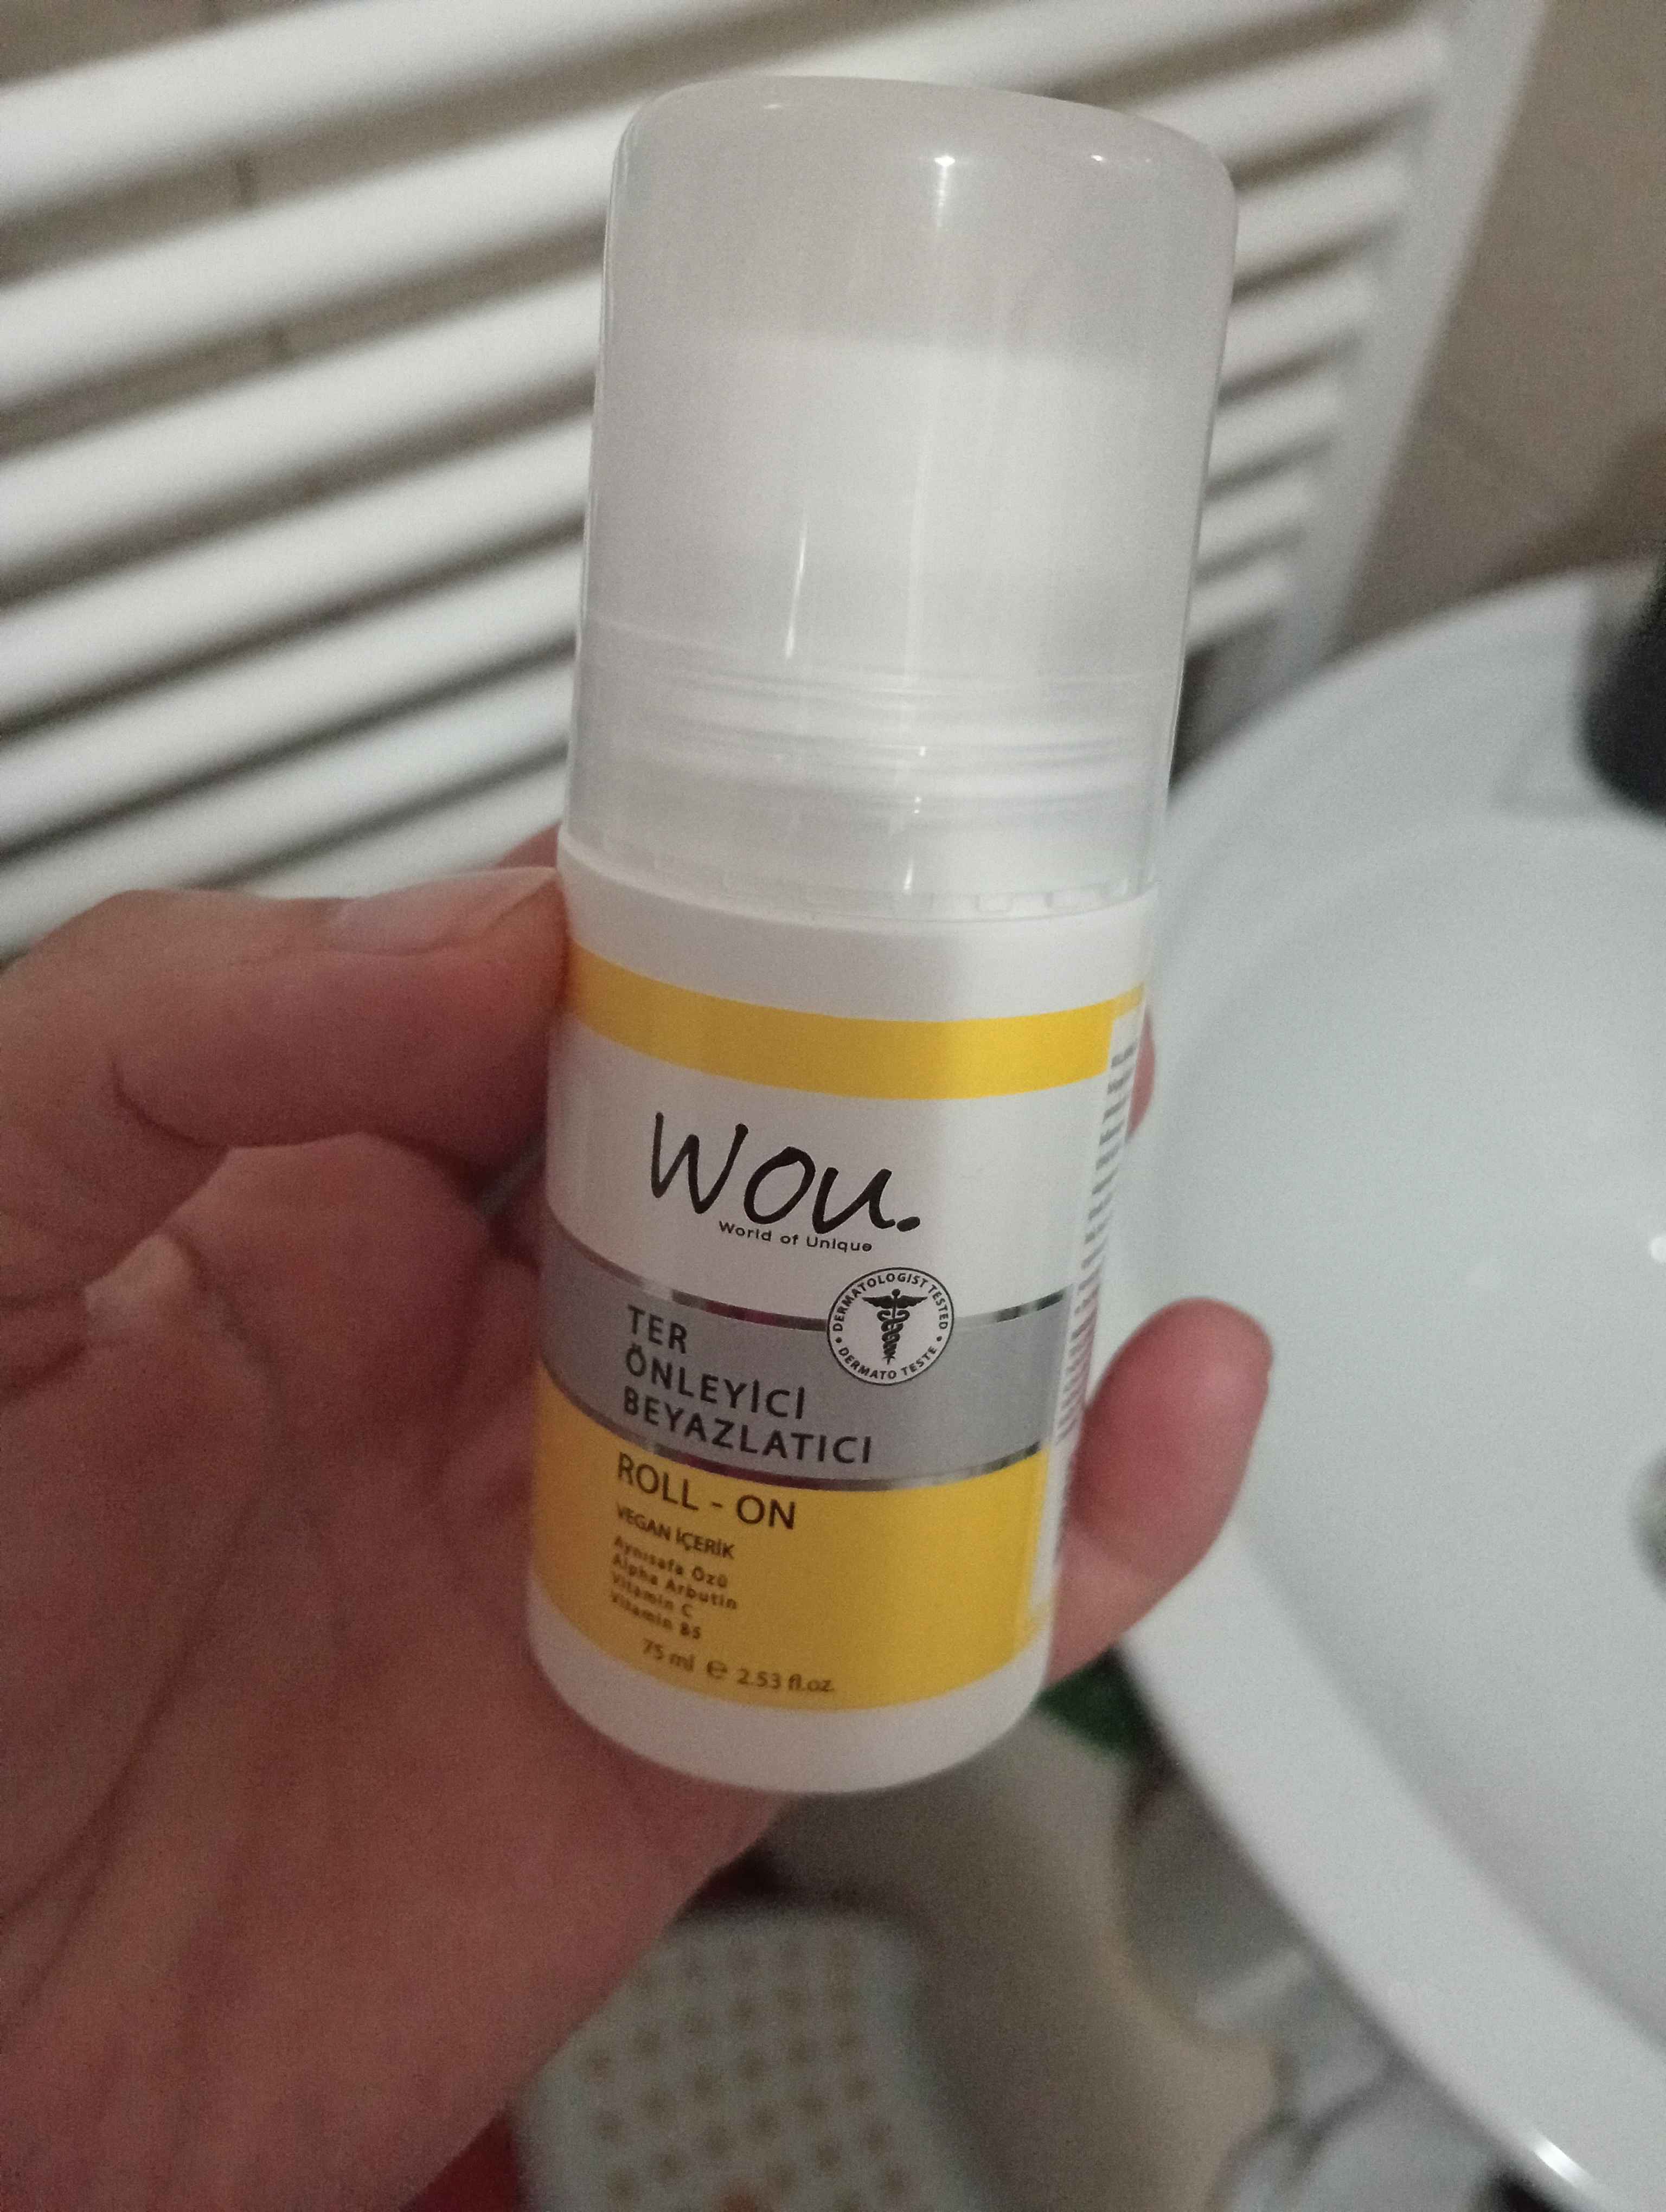 Wou.
World of Unique
DERMATOLOGIST TESTED
DERMATO TESTE
TER
ÖNLEYİCİ
BEYAZLATICI
ROLL - ON
VEGAN İÇERİK
Aynısafa Özü
Alpha Arbutin
Vitamin C
Vitamin B5
75 ml ℮ 2.53 fl.oz.